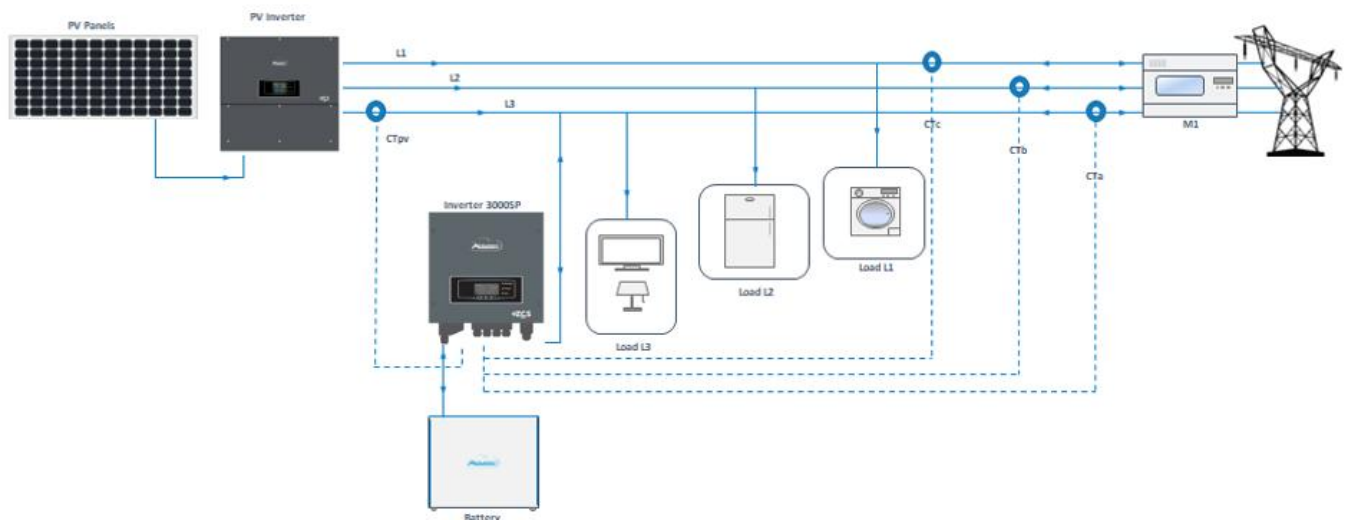 PV Panels
PV Inverter
L1
L2
L3
CTpv
CTc
CTb
CTa
M1
Inverter 3000SP
Load L3
Load L2
Load L1
Battery